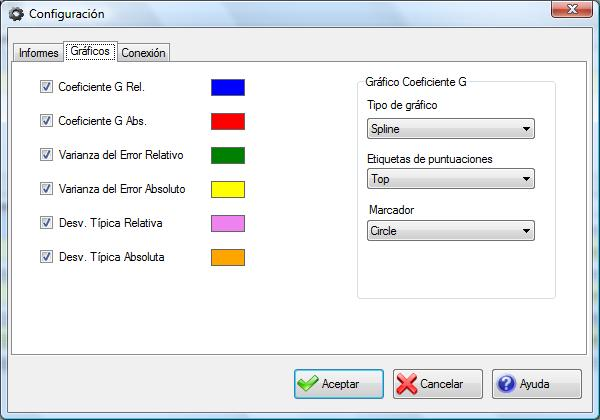 Configuración
Informes Gráficos Conexión
Coeficiente G Rel.
Coeficiente G Abs.
Varianza del Error Relativo
Varianza del Error Absoluto
Desv. Típica Relativa
Desv. Típica Absoluta
Gráfico Coeficiente G
Tipo de gráfico
Spline
Etiquetas de puntuaciones
Top
Marcador
Circle
Aceptar Cancelar Ayuda